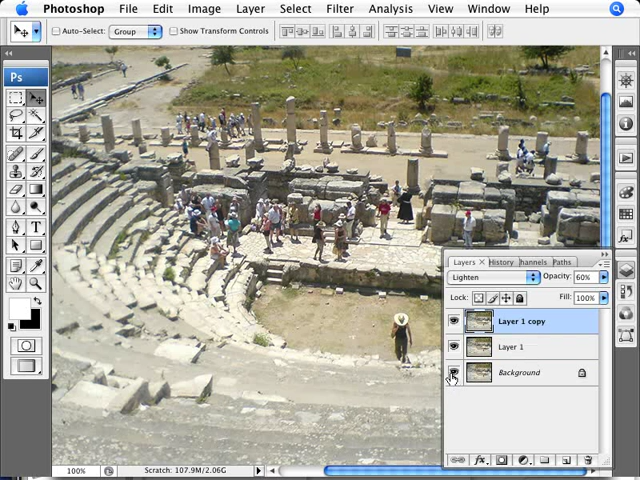 Photoshop File Edit Image Layer Select Filter Analysis View Window Help
Auto-Select: Group Show Transform Controls
Ps
T
Layers × History hannels Paths
Lighten Opacity: 60%
Lock: Fill: 100%
Layer 1 copy
Layer 1
Background
fx
100% Scratch: 107.9M/2.06G